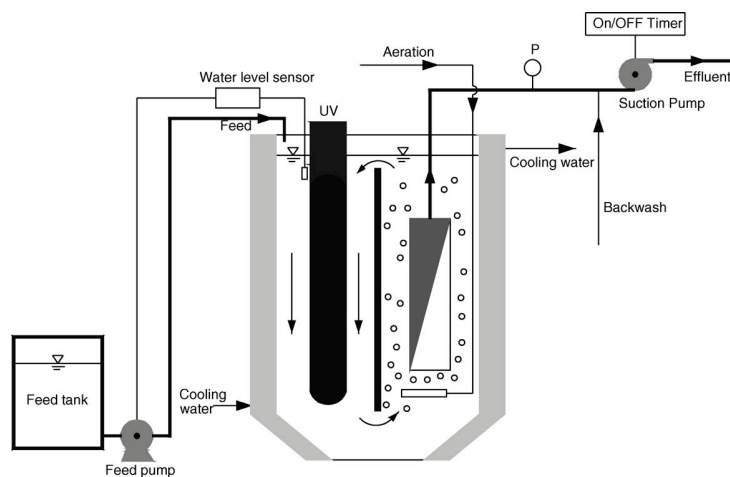 On/OFF Timer
Aeration
P
Effluent
Water level sensor
Suction Pump
UV
Feed
Cooling
water
Backwash
Feed tank
Cooling
water
Feed pump